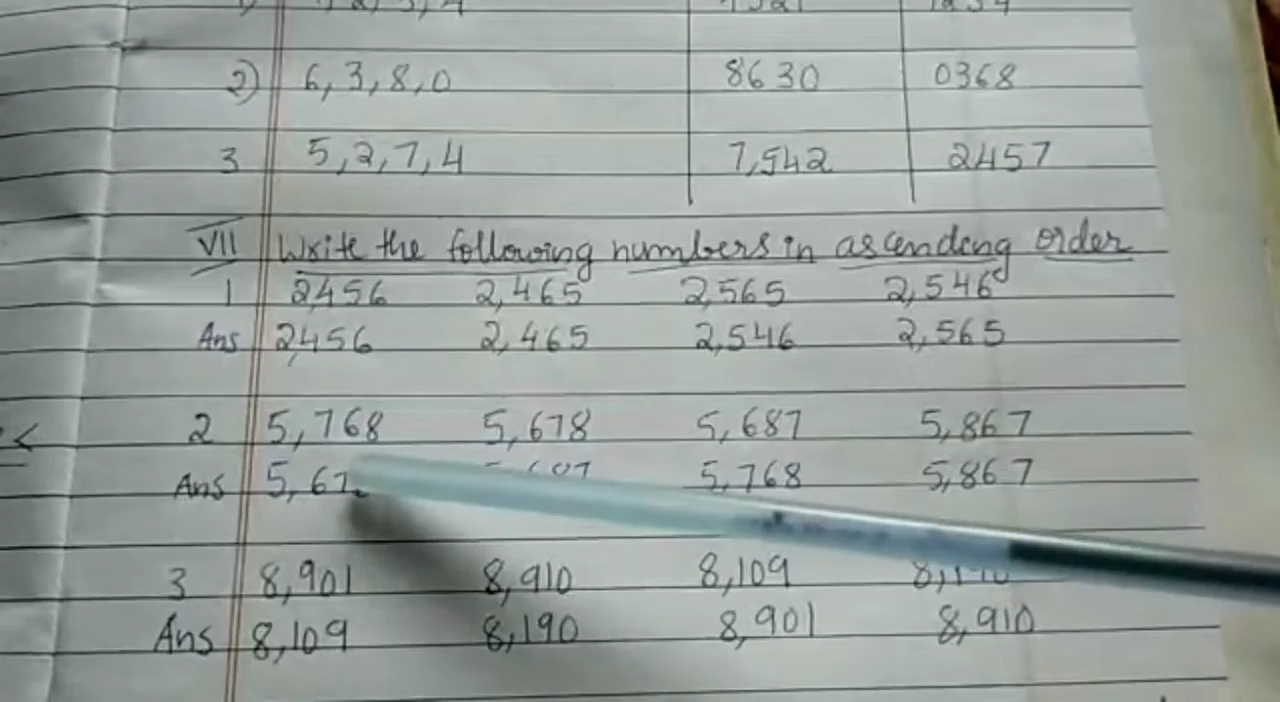 2) 6,3,8,0 8630 0368
3 5,2,7,4 7,542 2457
VII Write the following numbers in ascending order
1 2456 2,465 2,565 2,546
Ans 2,456 2,465 2,546 2,565
2 5,768 5,678 5,687 5,867
Ans 5,768 5,867
3 8,901 8,910 8,109
Ans 8,109 8,190 8,901 8,910